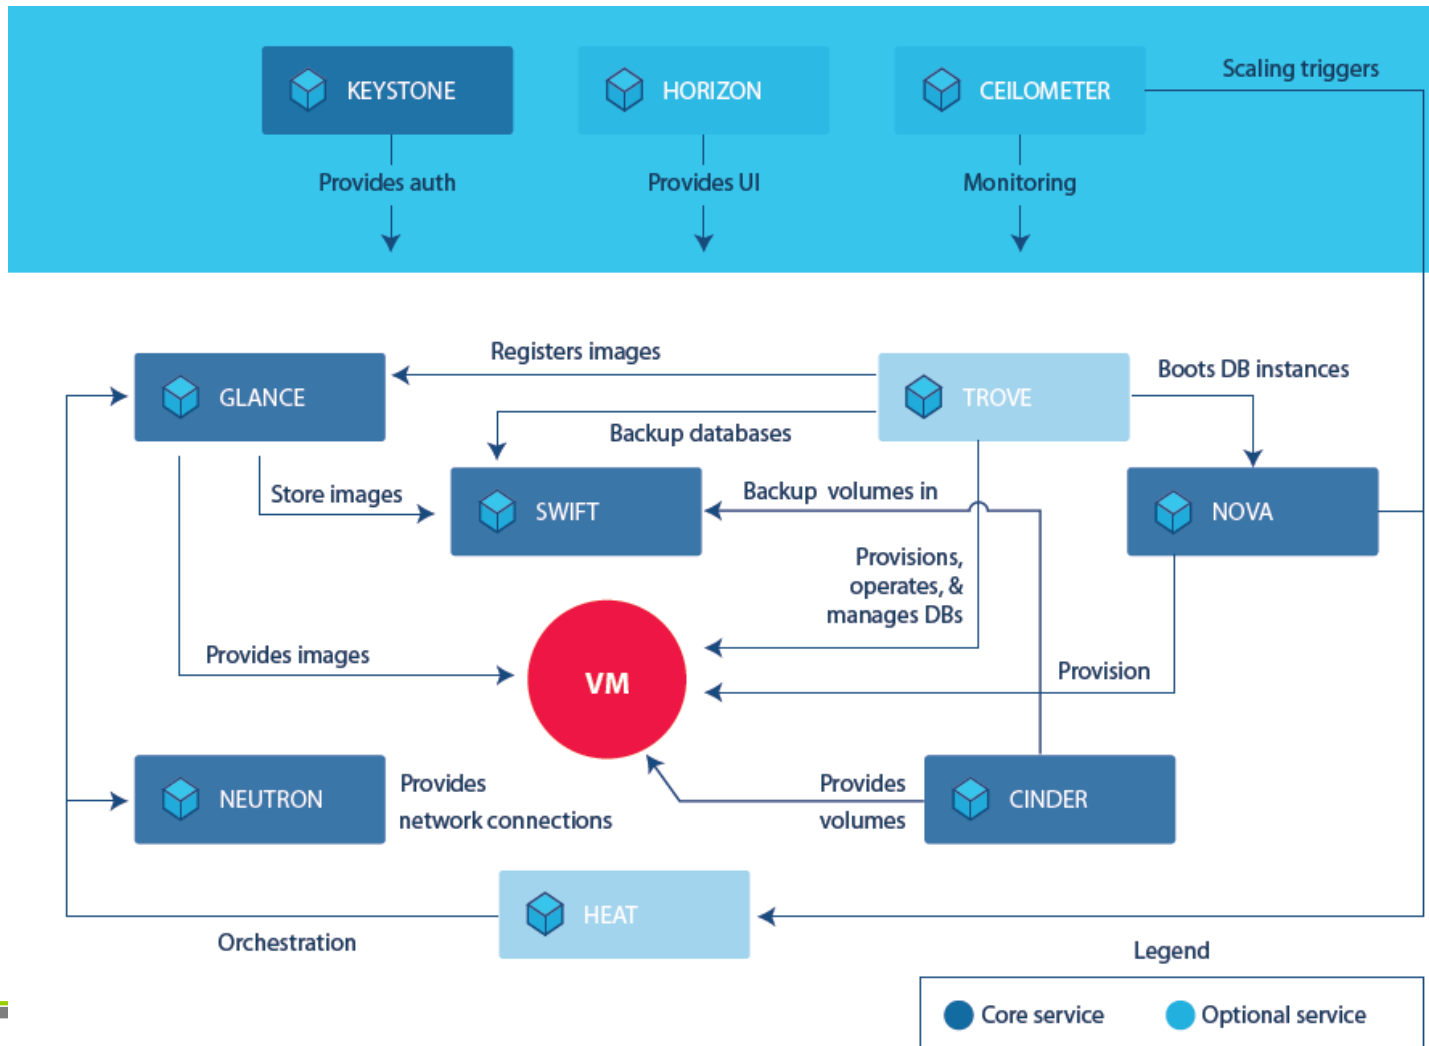 KEYSTONE
HORIZON
CEILOMETER
Scaling triggers
Provides auth
Provides UI
Monitoring
Registers images
Boots DB instances
GLANCE
TROVE
Backup databases
Store images
Backup volumes in
SWIFT
NOVA
Provisions,
operates, &
manages DBs
Provides images
Provision
VM
NEUTRON
Provides
network connections
Provides
volumes
CINDER
HEAT
Orchestration
Legend
Core service
Optional service